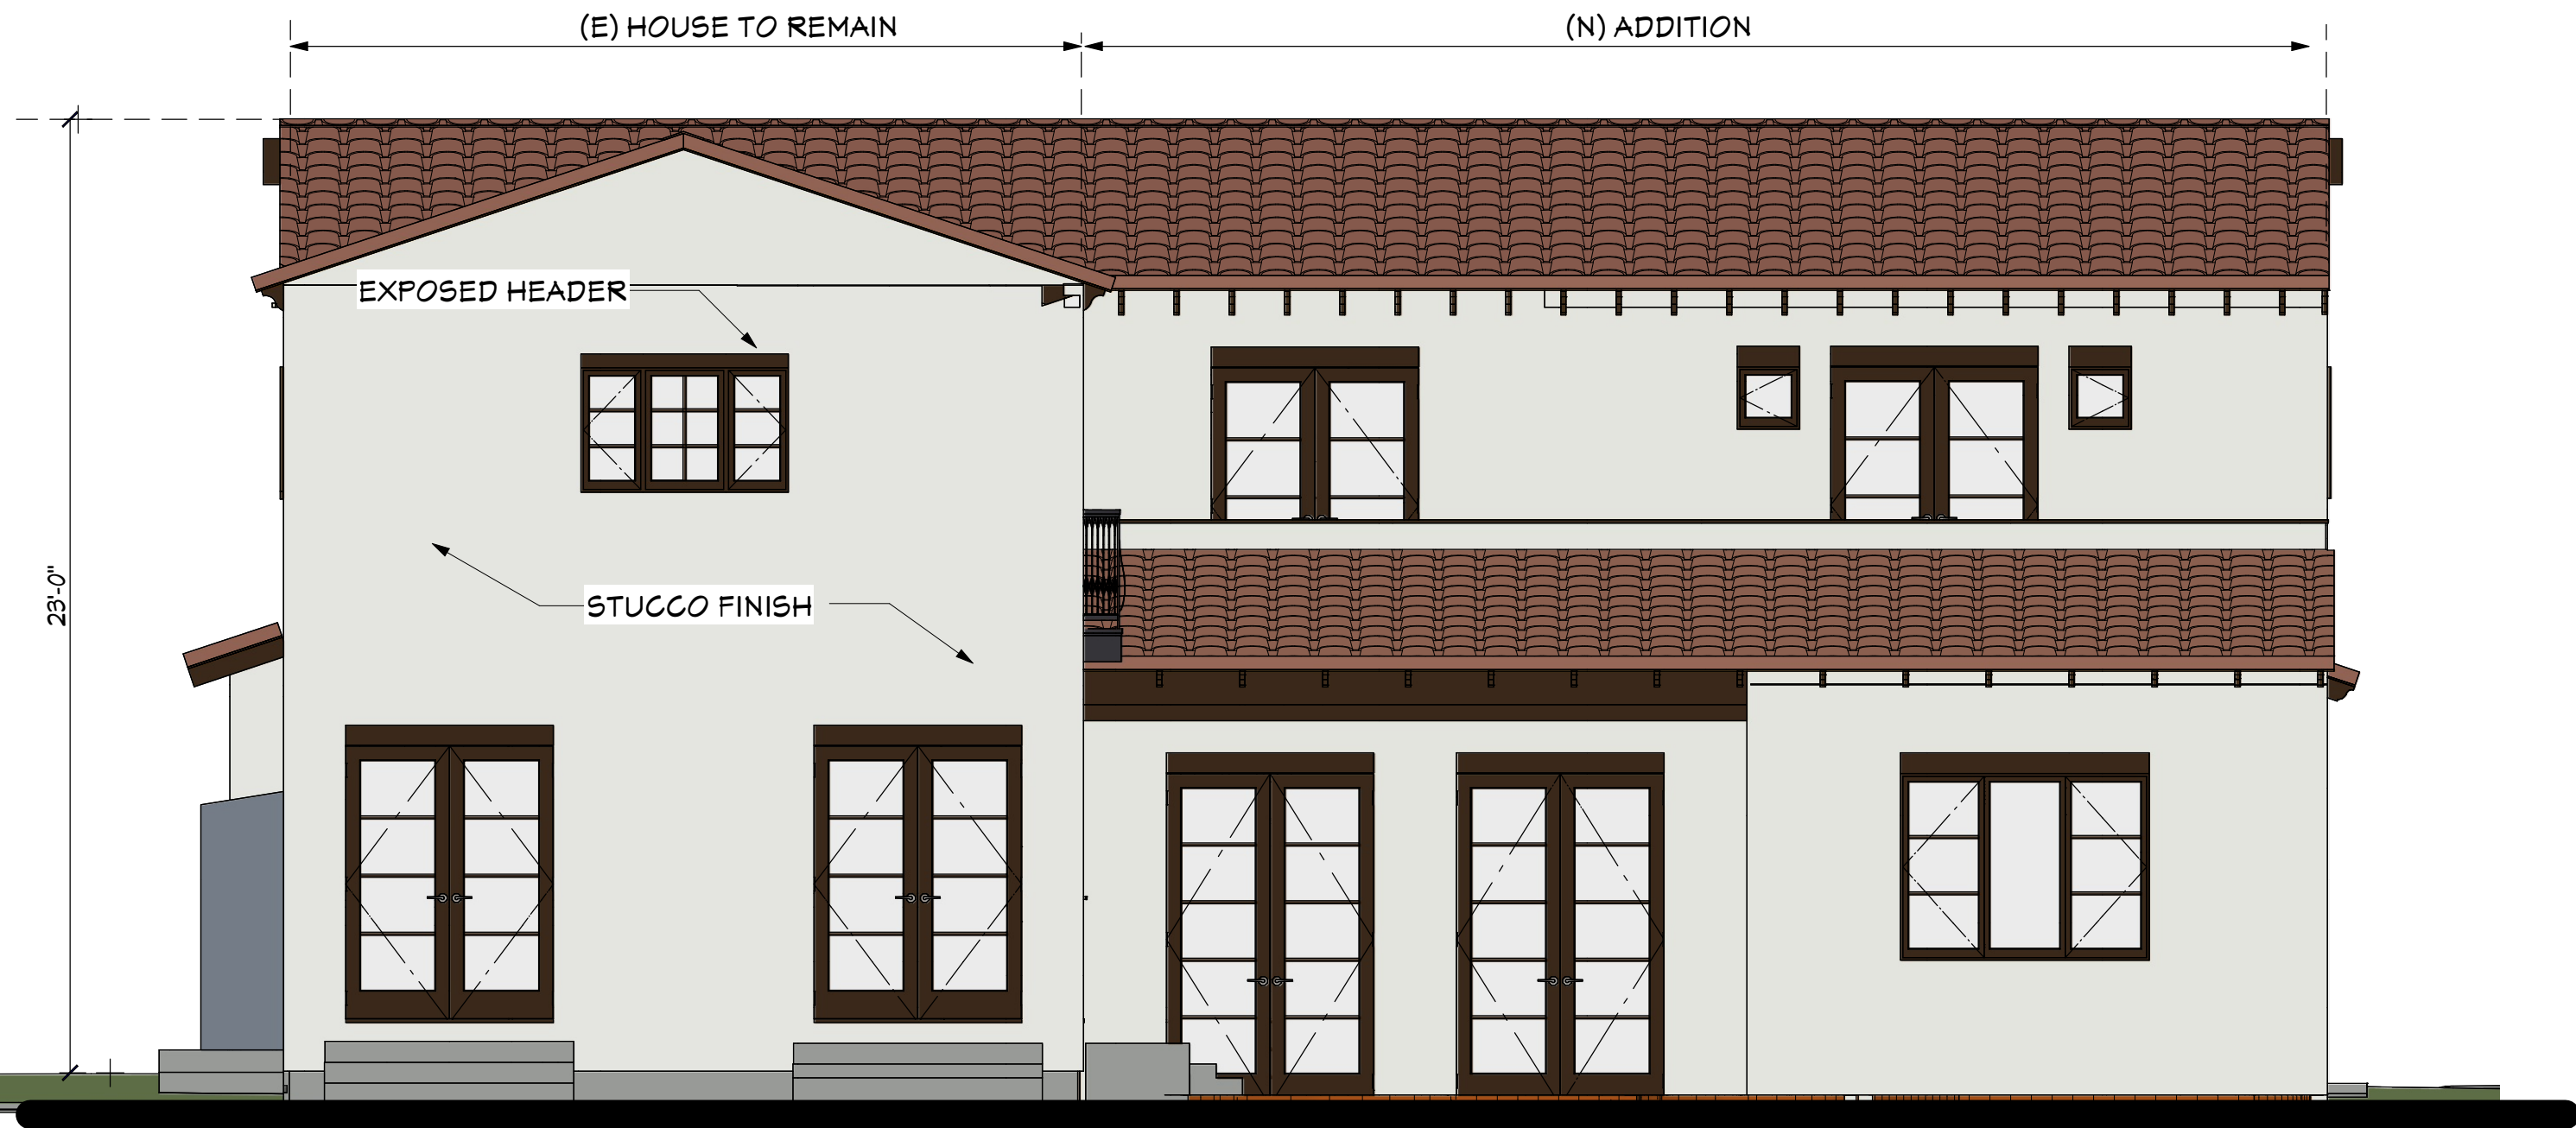 (E) HOUSE TO REMAIN
(N) ADDITION
EXPOSED HEADER
STUCCO FINISH
23'-0"